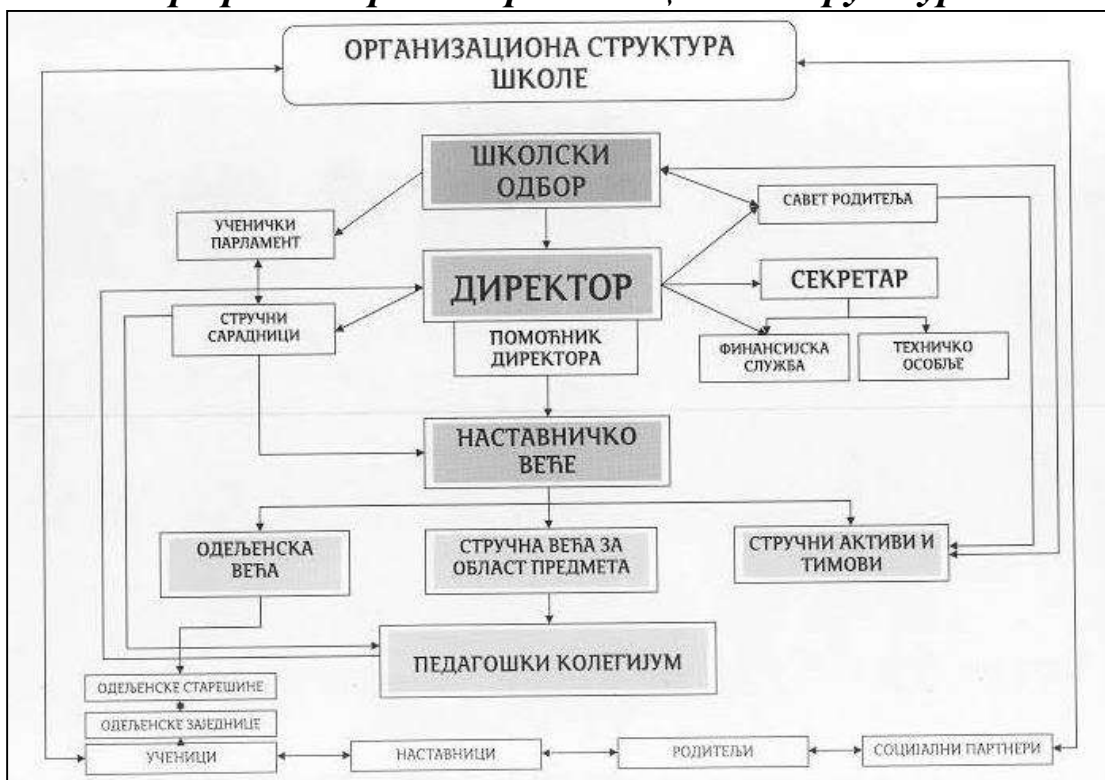 ОРГАНИЗАЦИОНА СТРУКТУРА
ШКОЛЕ
ШКОЛСКИ
ОДБОР
САВЕТ РОДИТЕЉА
УЧЕНИЧКИ
ПАРЛАМЕНТ
ДИРЕКТОР
СЕКРЕТАР
СТРУЧНИ
САРАДНИЦИ
ПОМОЋНИК
ДИРЕКТОРА
ФИНАНСИЈСКА
СЛУЖБА
ТЕХНИЧКО
ОСОБЉЕ
НАСТАВНИЧКО
ВЕЋЕ
ОДЕЉЕНСКА
ВЕЋА
СТРУЧНА ВЕЋА ЗА
ОБЛАСТ ПРЕДМЕТА
СТРУЧНИ АКТИВИ И
ТИМОВИ
ПЕДАГОШКИ КОЛЕГИЈУМ
ОДЕЉЕНСКЕ СТАРЕШИНЕ
ОДЕЉЕНСКЕ ЗАЈЕДНИЦЕ
УЧЕНИЦИ
НАСТАВНИЦИ
РОДИТЕЉИ
СОЦИЈАЛНИ ПАРТНЕРИ